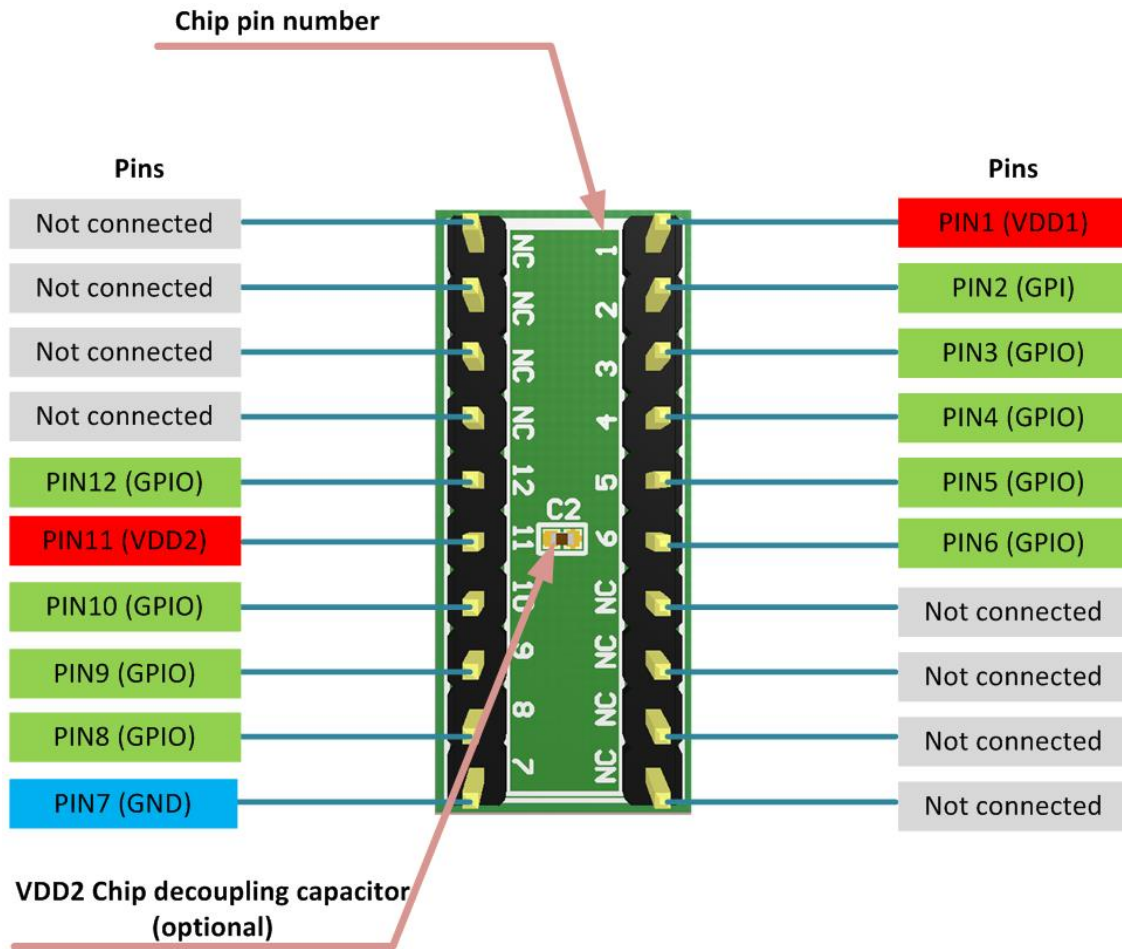 Chip pin number
Pins
Not connected
Not connected
Not connected
Not connected
PIN12 (GPIO)
PIN11 (VDD2)
PIN10 (GPIO)
PIN9 (GPIO)
PIN8 (GPIO)
PIN7 (GND)
NC
NC
NC
NC
12
11
10
9
8
7
C2
1
2
3
4
5
6
NC
NC
NC
NC
Pins
PIN1 (VDD1)
PIN2 (GPI)
PIN3 (GPIO)
PIN4 (GPIO)
PIN5 (GPIO)
PIN6 (GPIO)
Not connected
Not connected
Not connected
Not connected
VDD2 Chip decoupling capacitor
(optional)